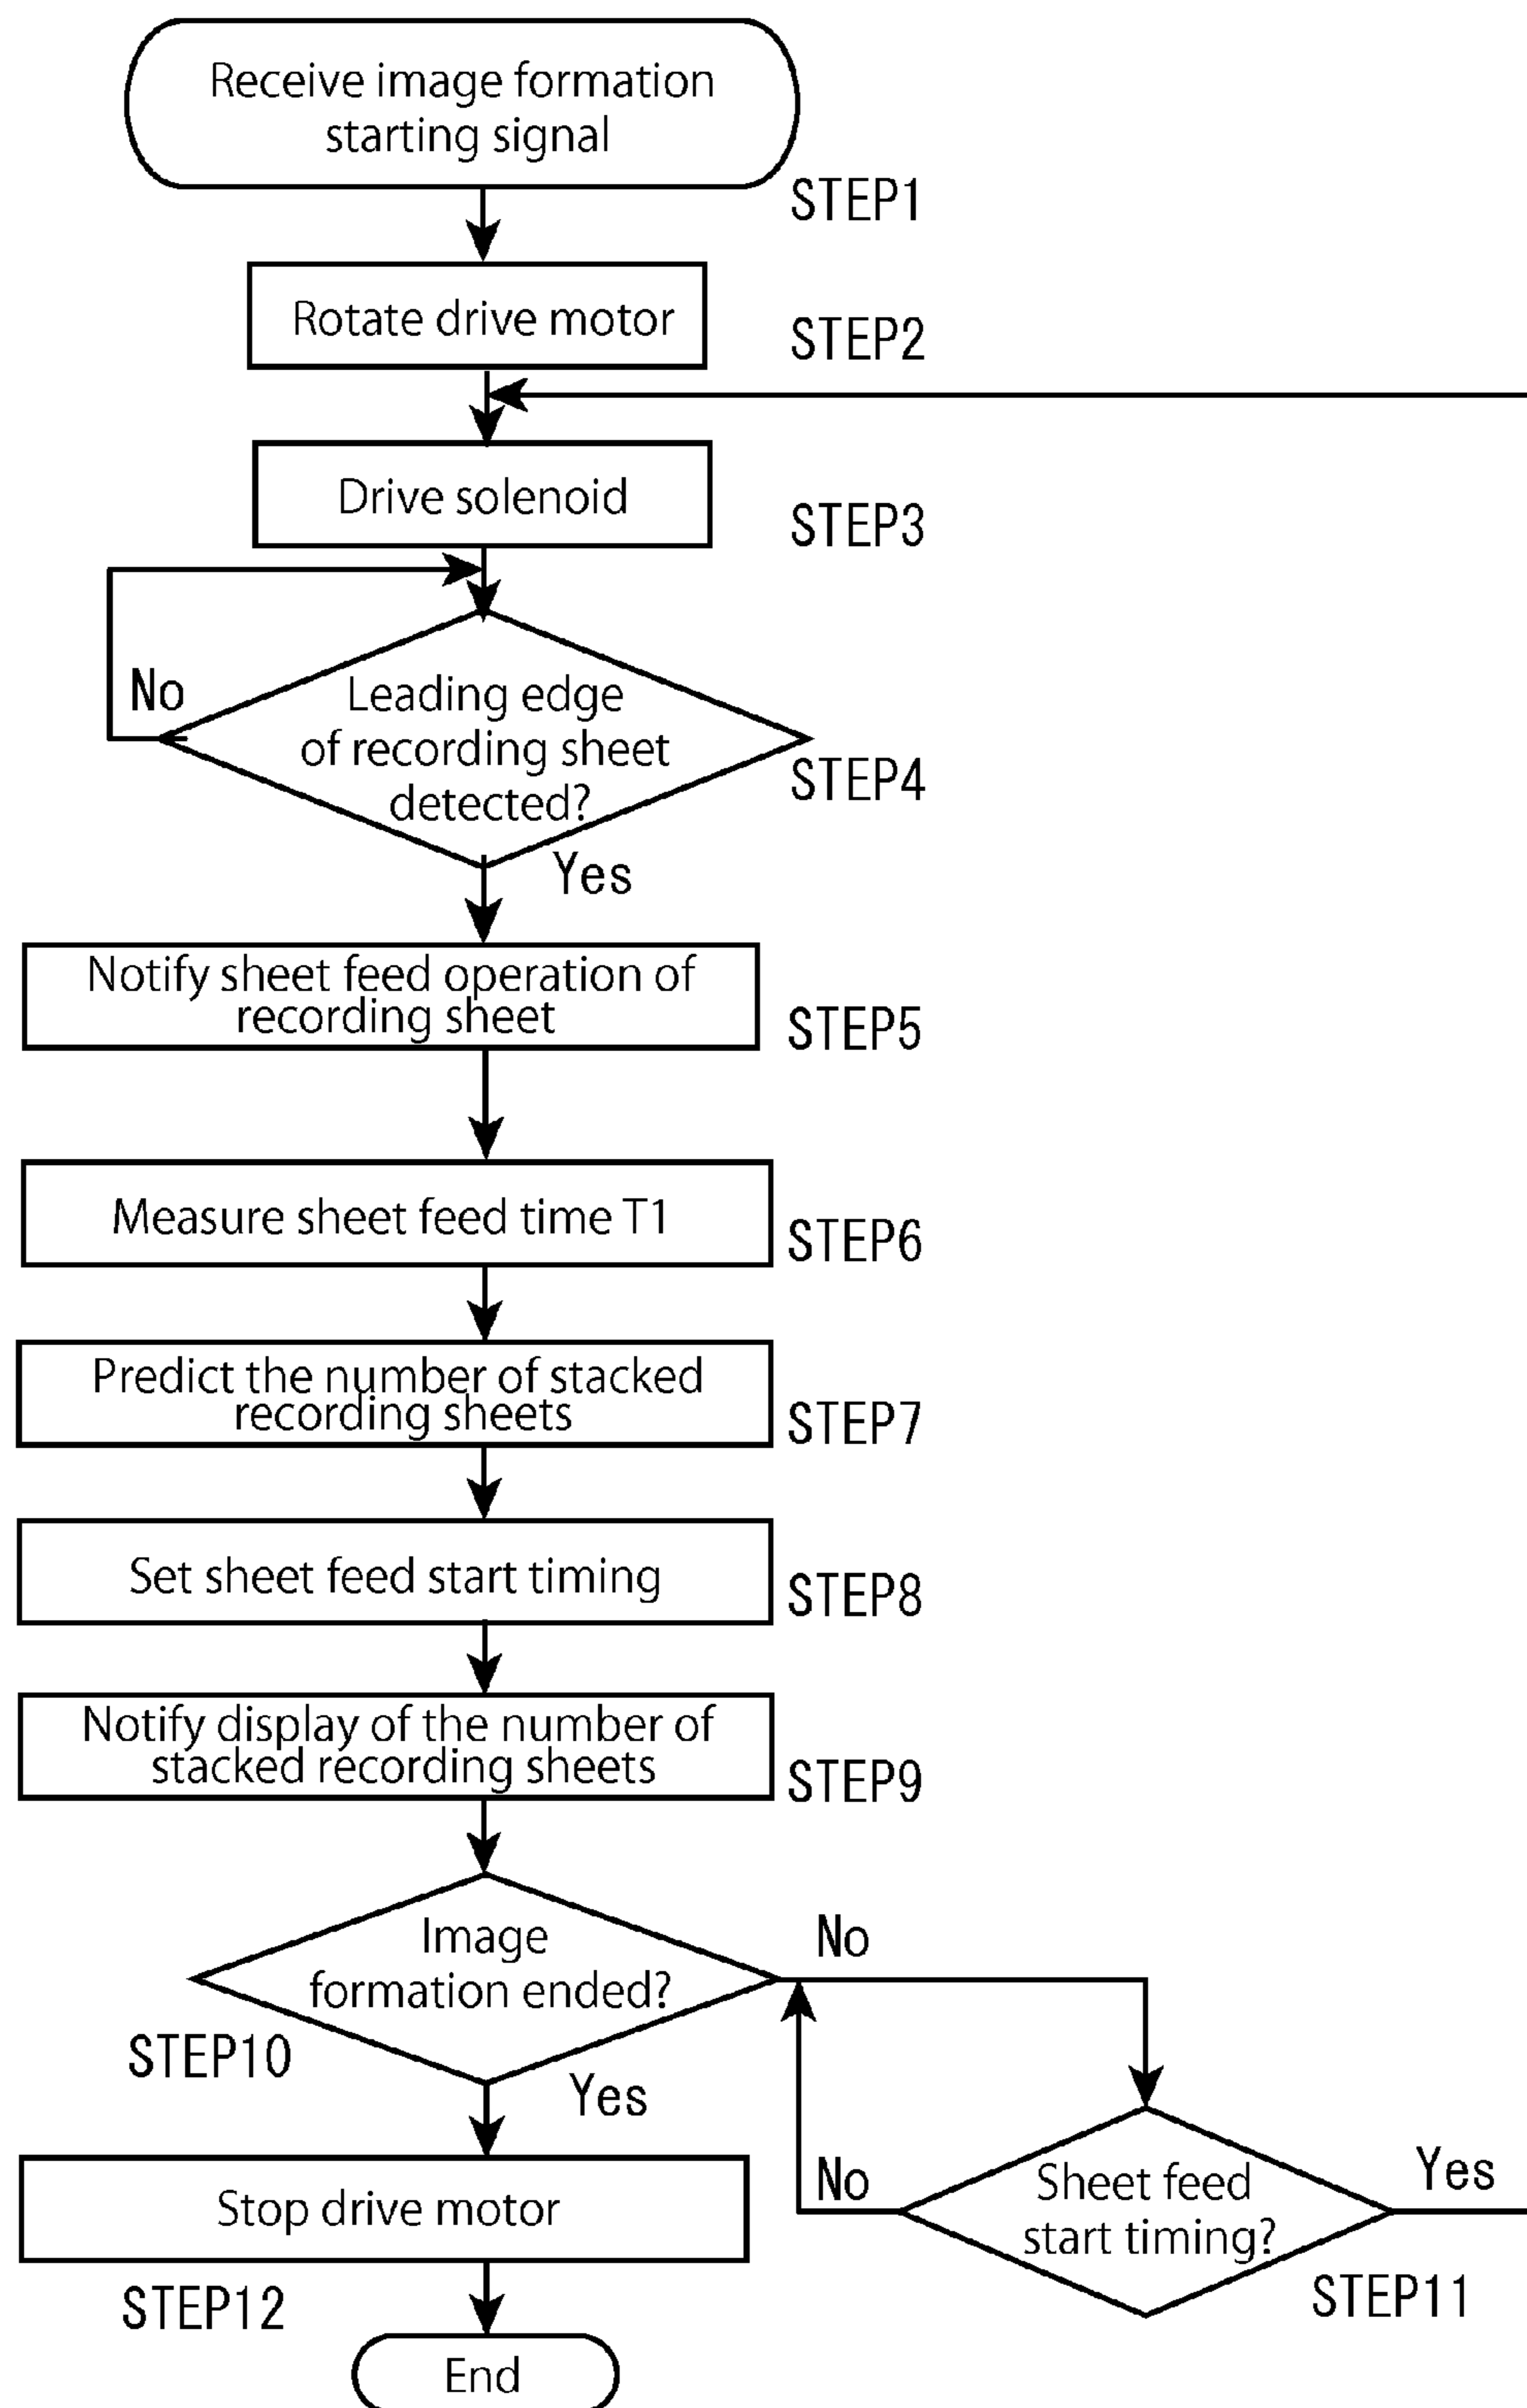 Receive image formation
starting signal
STEP1
Rotate drive motor
STEP2
Drive solenoid
STEP3
No
Leading edge
of recording sheet
detected?
STEP4
Yes
Notify sheet feed operation of
recording sheet
STEP5
Measure sheet feed time T1
STEP6
Predict the number of stacked
recording sheets
STEP7
Set sheet feed start timing
STEP8
Notify display of the number of
stacked recording sheets
STEP9
Image
formation ended?
No
STEP10
Yes
Sheet feed
start timing?
No
Yes
STEP11
Stop drive motor
STEP12
End